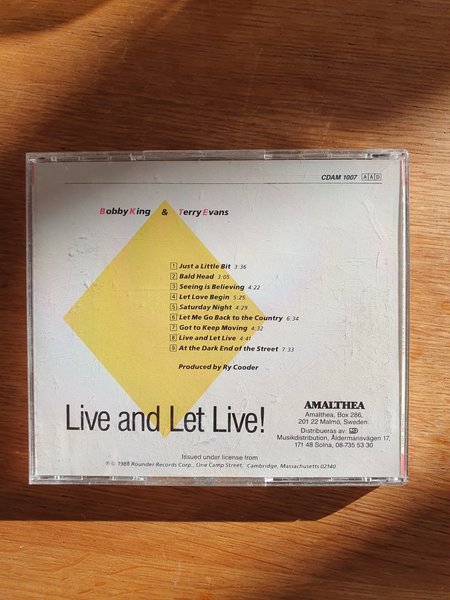 CDAM 1007 AAD
Bobby King & Terry Evans
1 Just a Little Bit 3:36
2 Bald Head 3:05
3 Seeing is Believing 4:22
4 Let Love Begin 5:25
5 Saturday Night 4:29
6 Let Me Go Back to the Country 6:34
7 Got to Keep Moving 4:32
8 Live and Let Live 4:41
9 At the Dark End of the Street 7:33
Produced by Ry Cooder
Live and Let Live!
AMALTHEA
Amalthea, Box 286,
201 22 Malmö, Sweden.
Distribueras av:
Musikdistribution, Åldermansvägen 17,
171 48 Solna, 08-735 53 30
Issued under license from
℗ © 1988 Rounder Records Corp., One Camp Street, Cambridge, Massachusetts 02140